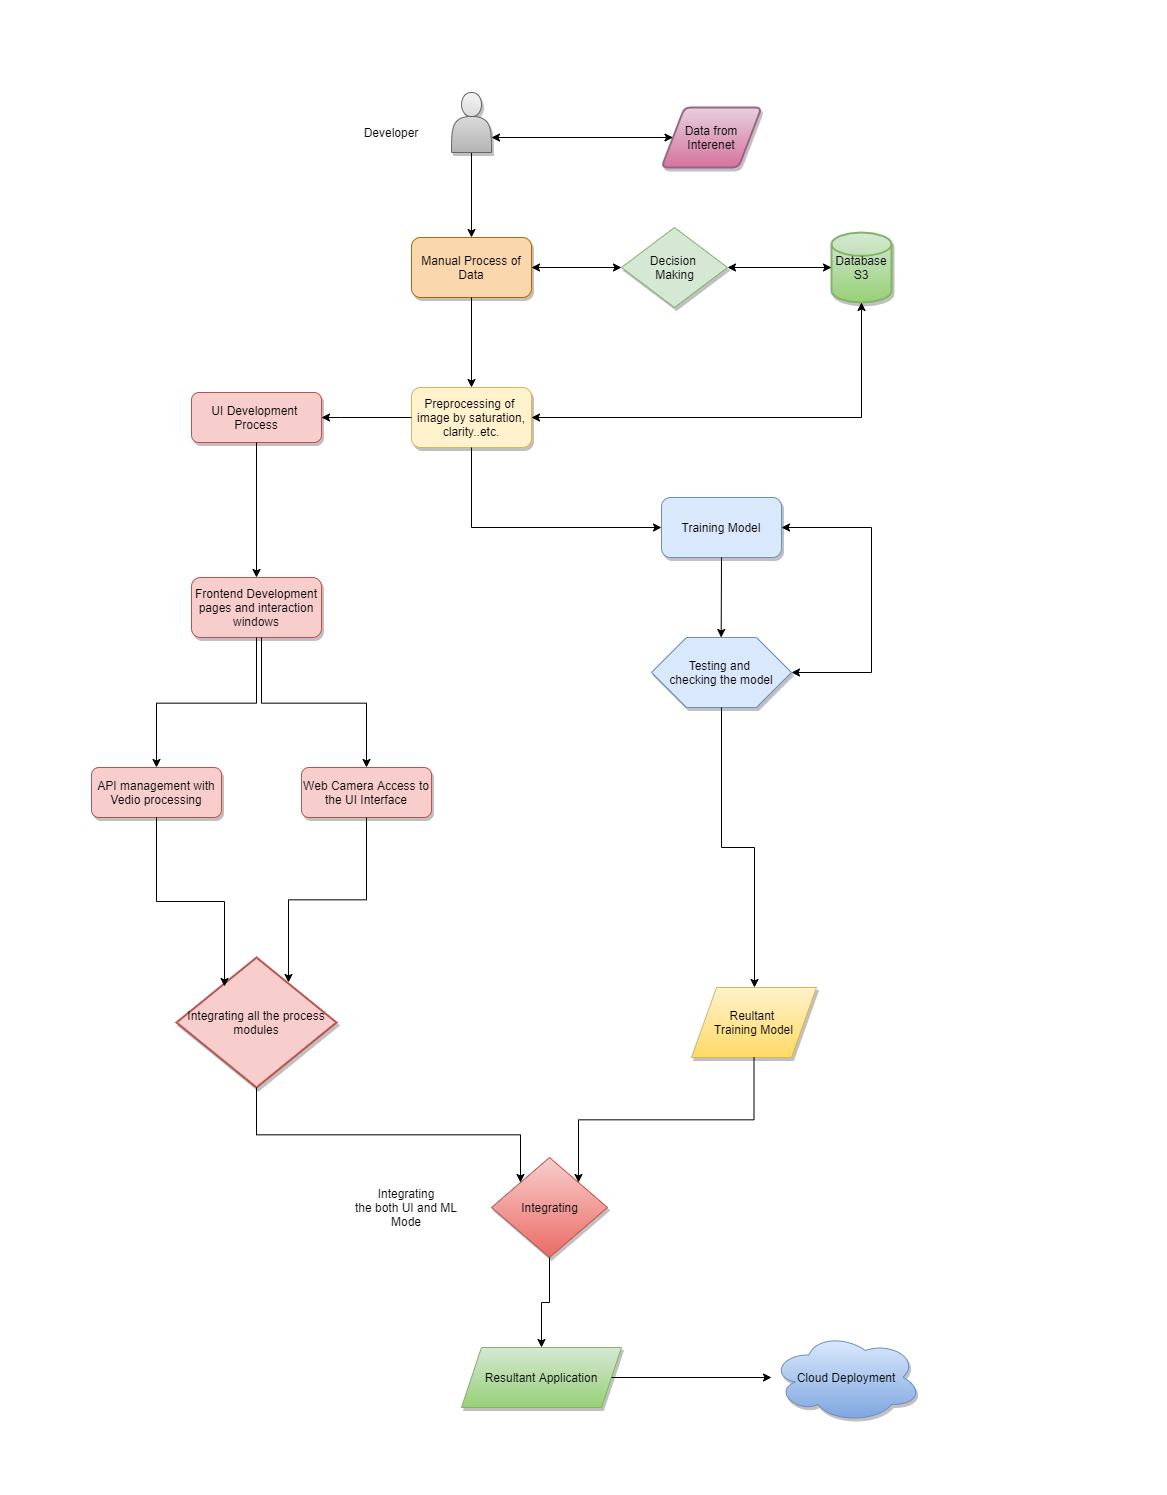 Developer
Data from
Interenet
Manual Process of
Data
Decision
Making
Database
S3
UI Development
Process
Preprocessing of
image by saturation,
clarity..etc.
Training Model
Frontend Development
pages and interaction
windows
Testing and
checking the model
API management with
Vedio processing
Web Camera Access to
the UI Interface
Integrating all the process
modules
Reultant
Training Model
Integrating
the both UI and ML
Mode
Integrating
Resultant Application
Cloud Deployment